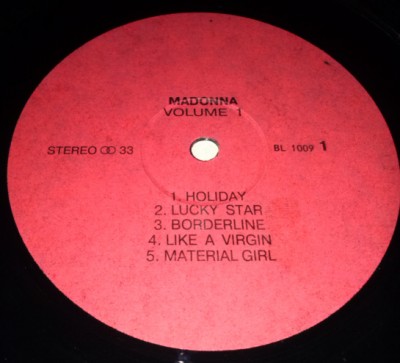 MADONNA
VOLUME 1
STEREO 33
BL 1009 1
1. HOLIDAY
2. LUCKY STAR
3. BORDERLINE
4. LIKE A VIRGIN
5. MATERIAL GIRL